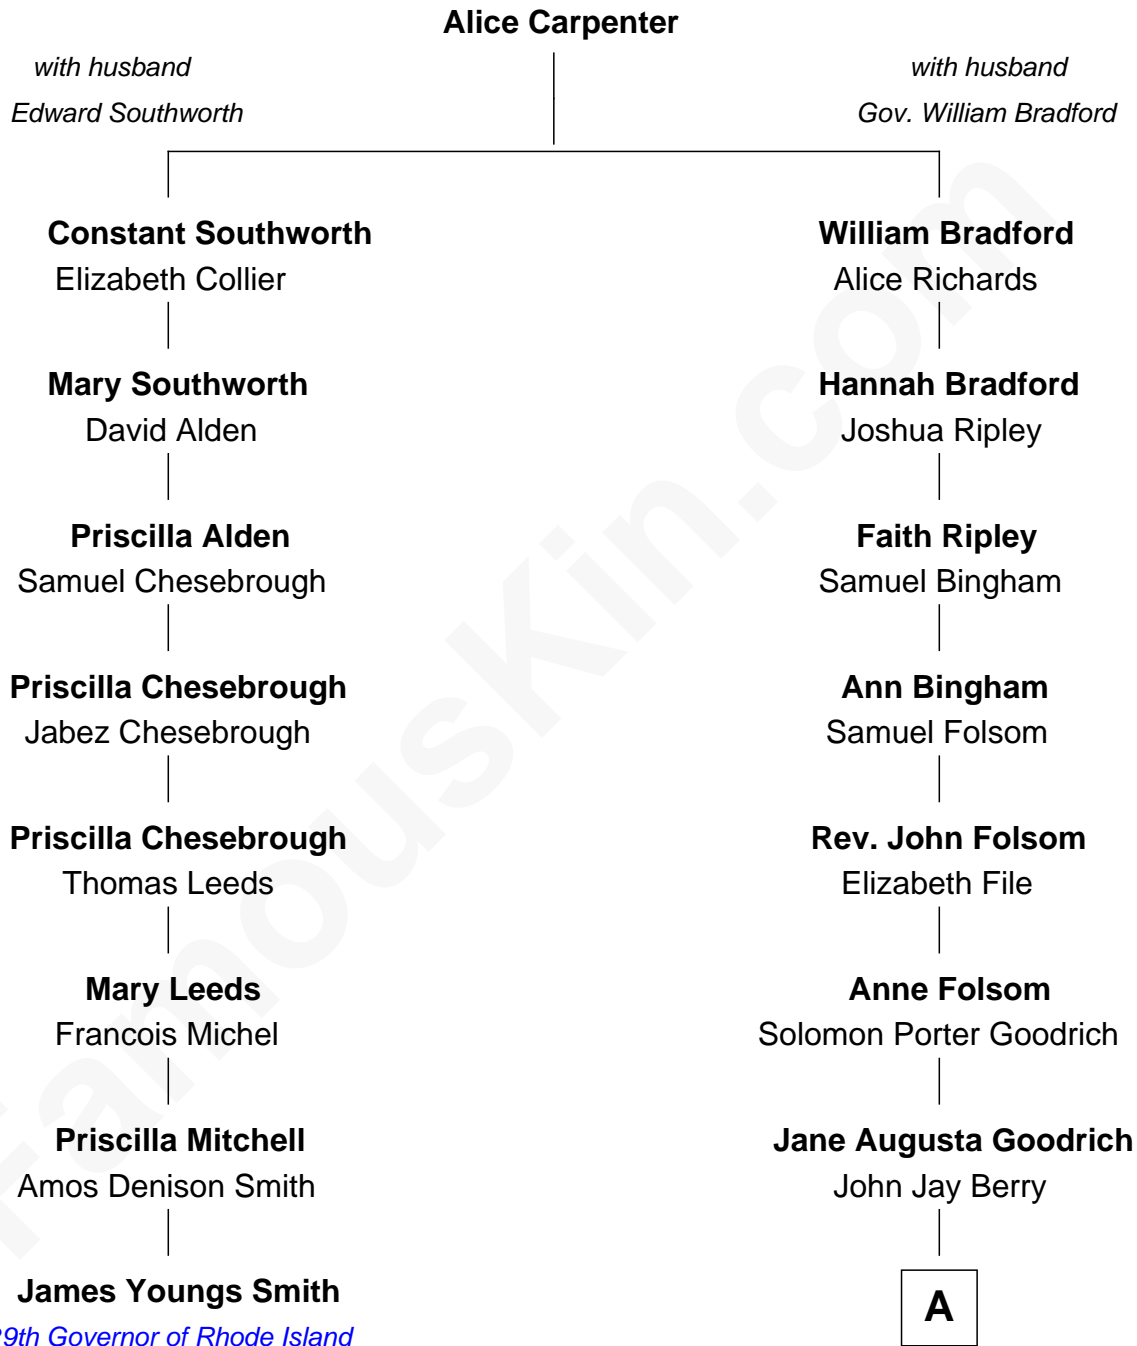 Alice Carpenter
with husband
Edward Southworth
with husband
Gov. William Bradford
Constant Southworth
Elizabeth Collier
William Bradford
Alice Richards
Mary Southworth
David Alden
Hannah Bradford
Joshua Ripley
Priscilla Alden
Samuel Chesebrough
Faith Ripley
Samuel Bingham
Priscilla Chesebrough
Jabez Chesebrough
Ann Bingham
Samuel Folsom
Priscilla Chesebrough
Thomas Leeds
Rev. John Folsom
Elizabeth File
Mary Leeds
Francois Michel
Anne Folsom
Solomon Porter Goodrich
Priscilla Mitchell
Amos Denison Smith
Jane Augusta Goodrich
John Jay Berry
James Youngs Smith
9th Governor of Rhode Island
A
FamousKin.com